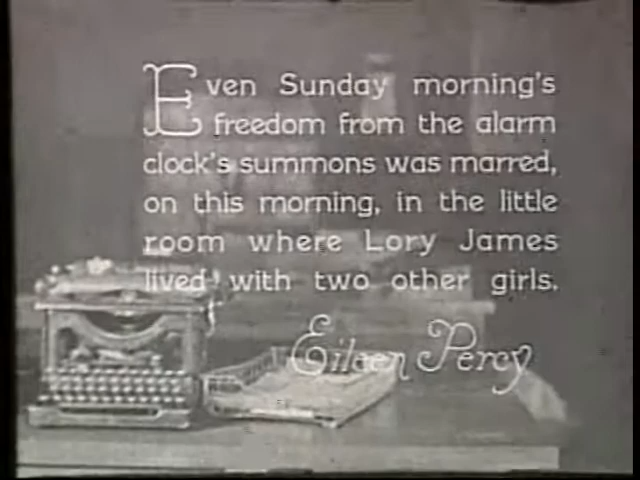 Even Sunday morning's
freedom from the alarm
clock's summons was marred,
on this morning, in the little
room where Lory James
lived with two other girls.
Eileen Percy